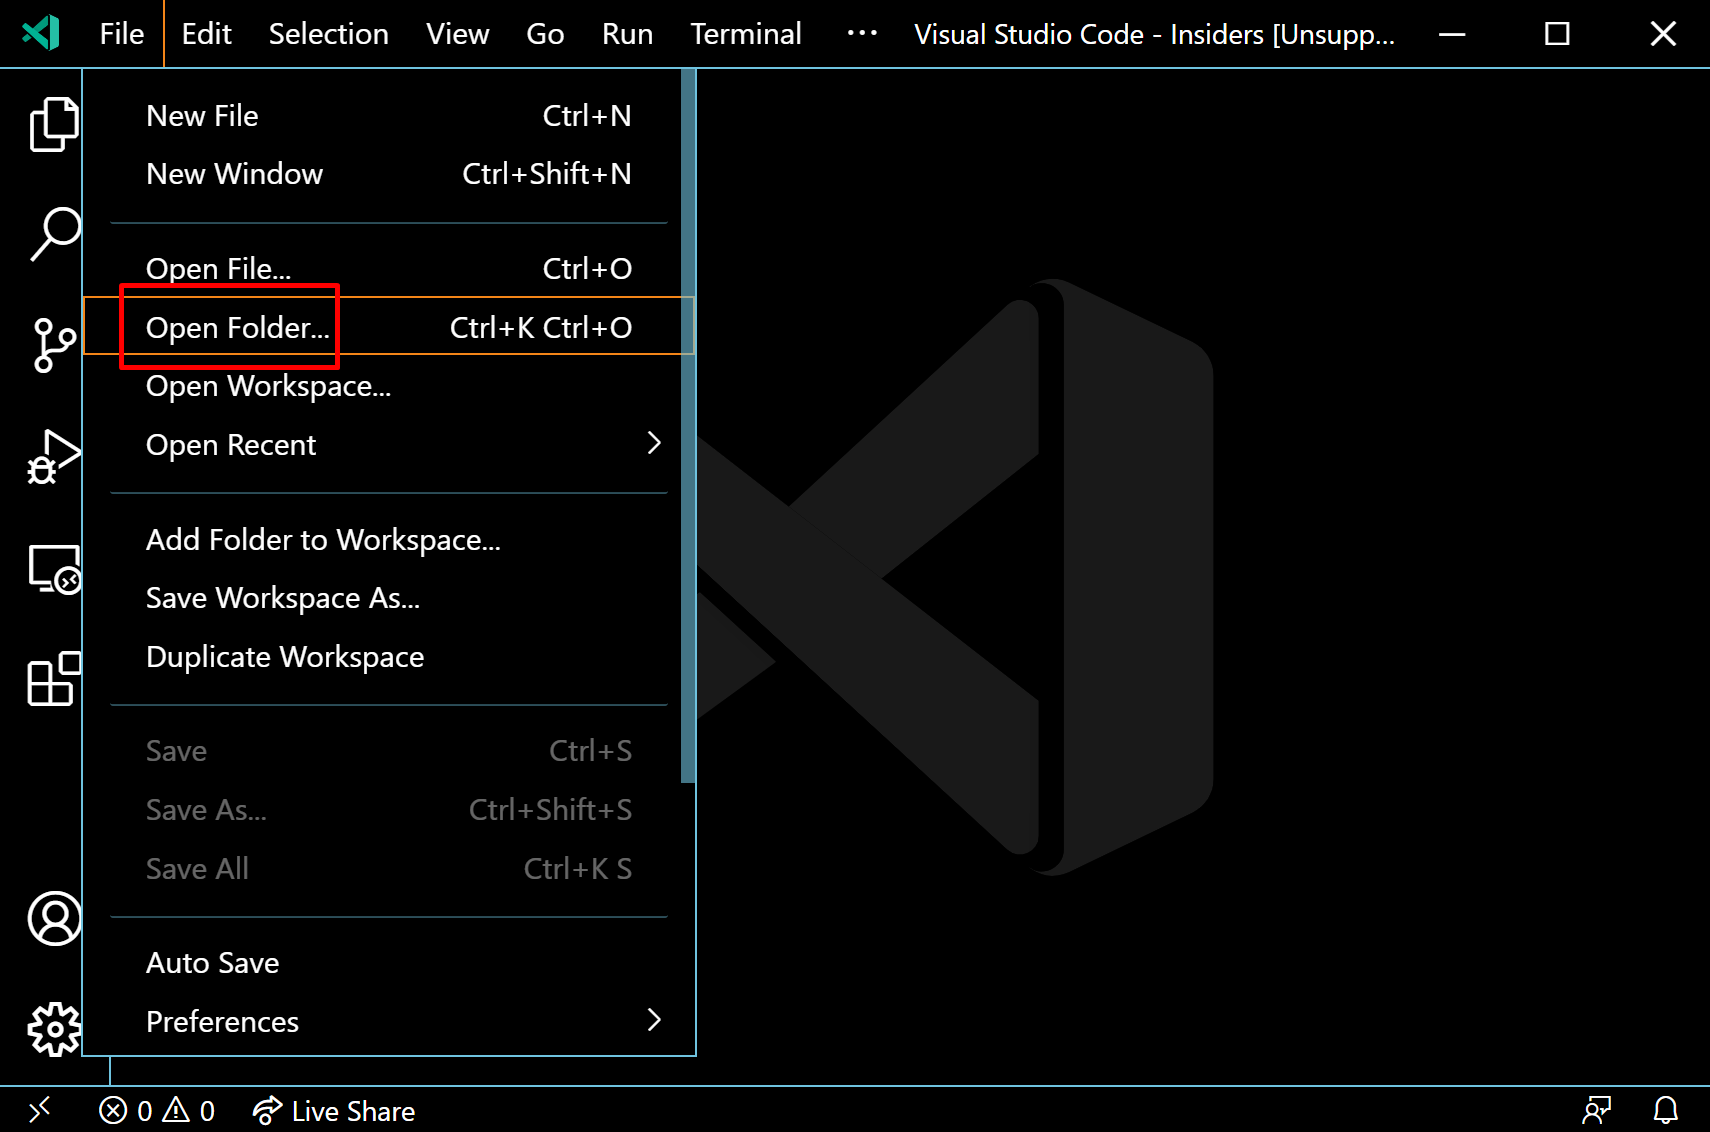 File Edit Selection View Go Run Terminal ··· Visual Studio Code - Insiders [Unsupp...
New File Ctrl+N
New Window Ctrl+Shift+N
Open File... Ctrl+O
Open Folder... Ctrl+K Ctrl+O
Open Workspace...
Open Recent
Add Folder to Workspace...
Save Workspace As...
Duplicate Workspace
Save Ctrl+S
Save As... Ctrl+Shift+S
Save All Ctrl+K S
Auto Save
Preferences
0 0 Live Share